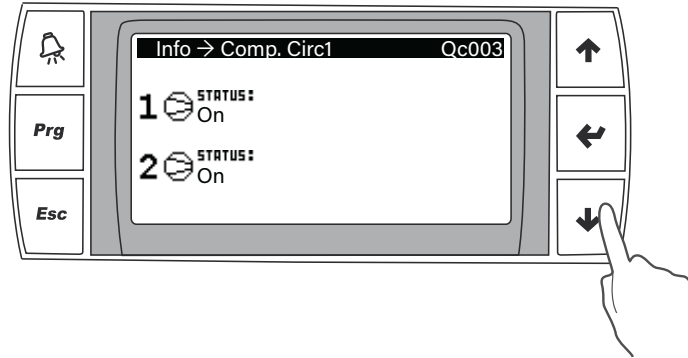 Info → Comp. Circ1 Qc003
1 STATUS:
On
2 STATUS:
On
Prg
Esc